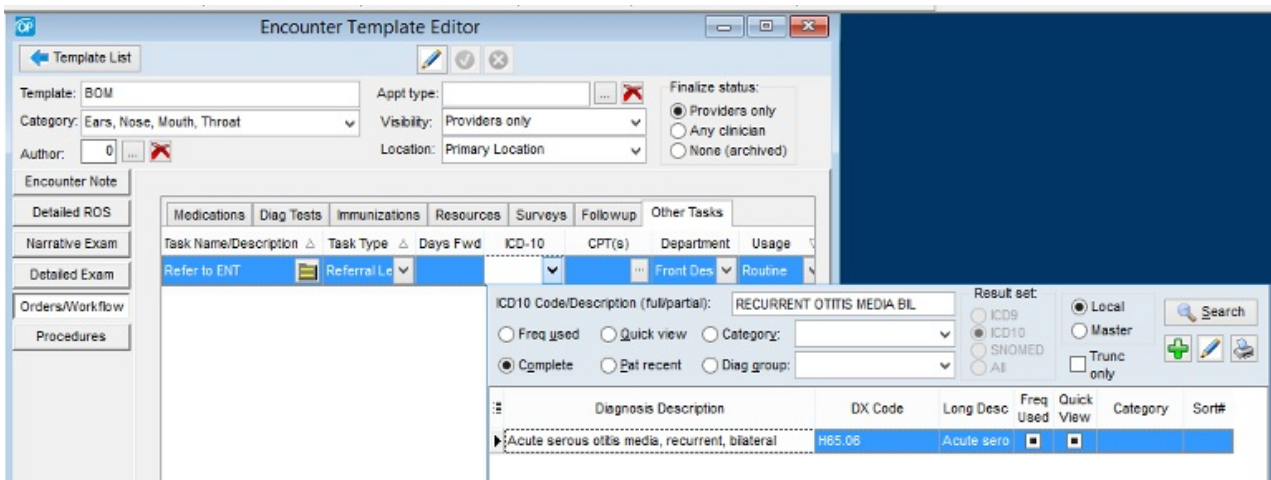 OP Encounter Template Editor
Template List
Template: BOM Appt type: ... Finalize status:
Providers only
Category: Ears, Nose, Mouth, Throat Visibility: Providers only
Any clinician
Author: 0 ... Location: Primary Location None (archived)
Encounter Note
Detailed ROS
Narrative Exam
Detailed Exam
Orders/Workflow
Procedures
Medications Diag Tests Immunizations Resources Surveys Followup Other Tasks
Task Name/Description Task Type Days Fwd ICD-10 CPT(s) Department Usage
Refer to ENT Referral Le ... Front Des Routine
ICD10 Code/Description (full/partial): RECURRENT OTITIS MEDIA BIL
Freq used Quick view Category:
Complete Pat recent Diag group:
Result set:
ICD9
ICD10
SNOMED
All
Local
Master
Trunc only
Search
Diagnosis Description DX Code Long Desc Freq Used Quick View Category Sort#
Acute serous otitis media, recurrent, bilateral H65.06 Acute sero